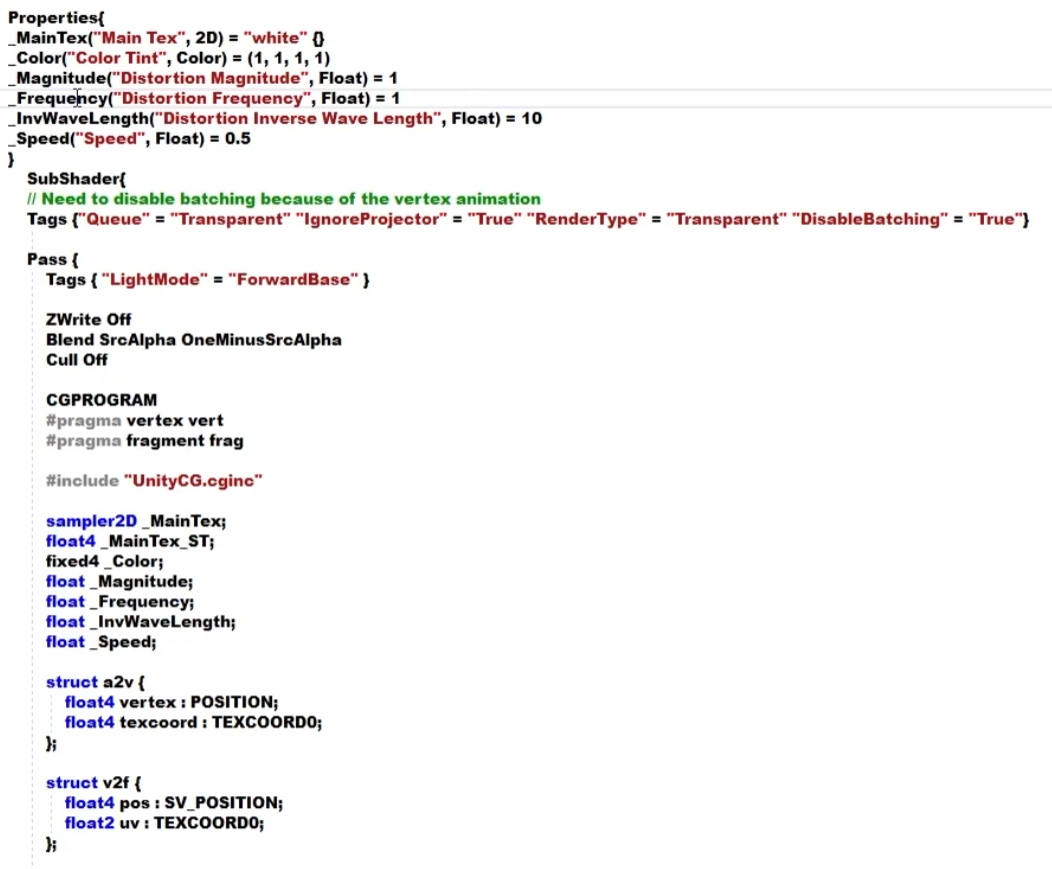 Properties{
_MainTex("Main Tex", 2D) = "white" {}
_Color("Color Tint", Color) = (1, 1, 1, 1)
_Magnitude("Distortion Magnitude", Float) = 1
_Frequency("Distortion Frequency", Float) = 1
_InvWaveLength("Distortion Inverse Wave Length", Float) = 10
_Speed("Speed", Float) = 0.5
}
SubShader{
// Need to disable batching because of the vertex animation
Tags {"Queue" = "Transparent" "IgnoreProjector" = "True" "RenderType" = "Transparent" "DisableBatching" = "True"}
Pass {
Tags { "LightMode" = "ForwardBase" }
ZWrite Off
Blend SrcAlpha OneMinusSrcAlpha
Cull Off
CGPROGRAM
#pragma vertex vert
#pragma fragment frag
#include "UnityCG.cginc"
sampler2D _MainTex;
float4 _MainTex_ST;
fixed4 _Color;
float _Magnitude;
float _Frequency;
float _InvWaveLength;
float _Speed;
struct a2v {
float4 vertex : POSITION;
float4 texcoord : TEXCOORD0;
};
struct v2f {
float4 pos : SV_POSITION;
float2 uv : TEXCOORD0;
};